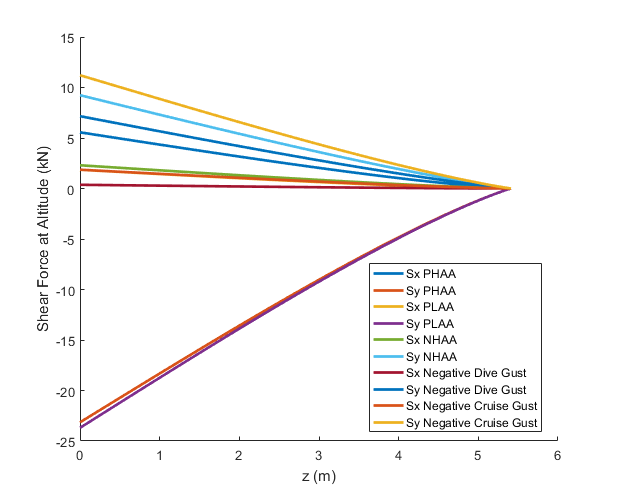 15
10
5
0
-5
-10
-15
-20
-25
0 1 2 3 4 5 6
Shear Force at Altitude (kN)
z (m)
Sx PHAA
Sy PHAA
Sx PLAA
Sy PLAA
Sx NHAA
Sy NHAA
Sx Negative Dive Gust
Sy Negative Dive Gust
Sx Negative Cruise Gust
Sy Negative Cruise Gust